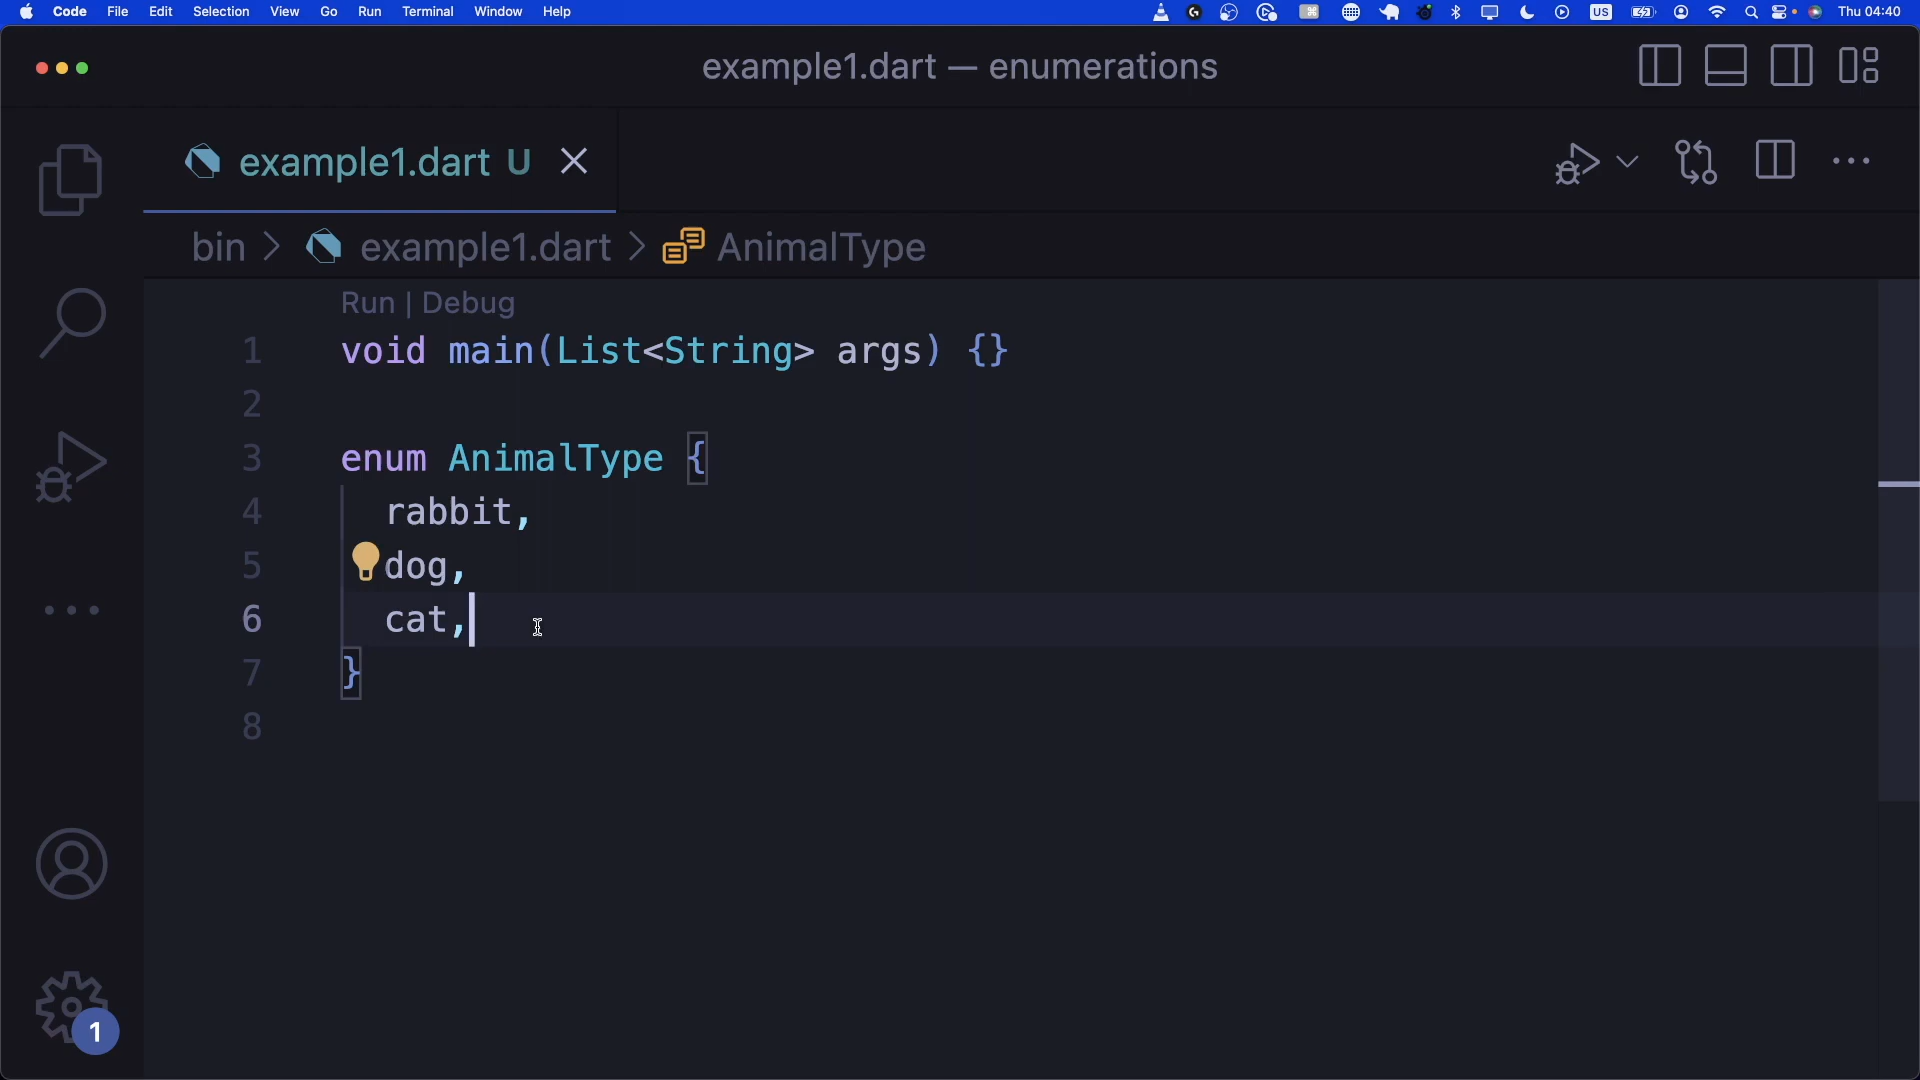 Code File Edit Selection View Go Run Terminal Window Help US Thu 04:40
example1.dart — enumerations
example1.dart U
bin > example1.dart > AnimalType
Run | Debug
1 void main(List<String> args) {}
2
3 enum AnimalType {
4 rabbit,
5 dog,
6 cat,
7 }
8
1